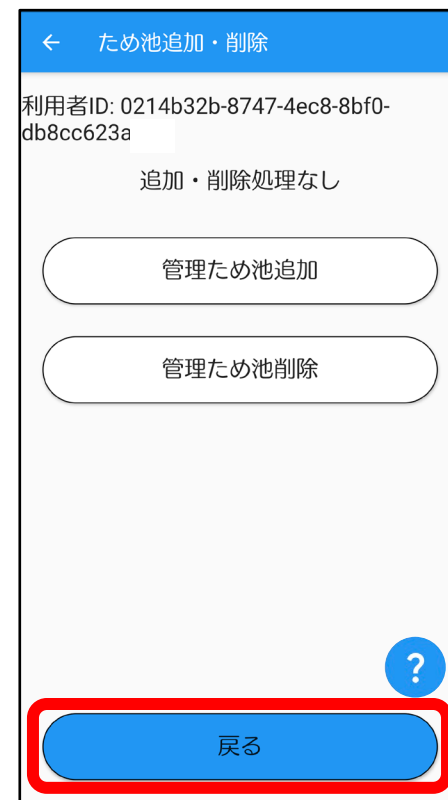 ← ため池追加・削除
利用者ID: 0214b32b-8747-4ec8-8bf0-
db8cc623a
追加・削除処理なし
管理ため池追加
管理ため池削除
?
戻る